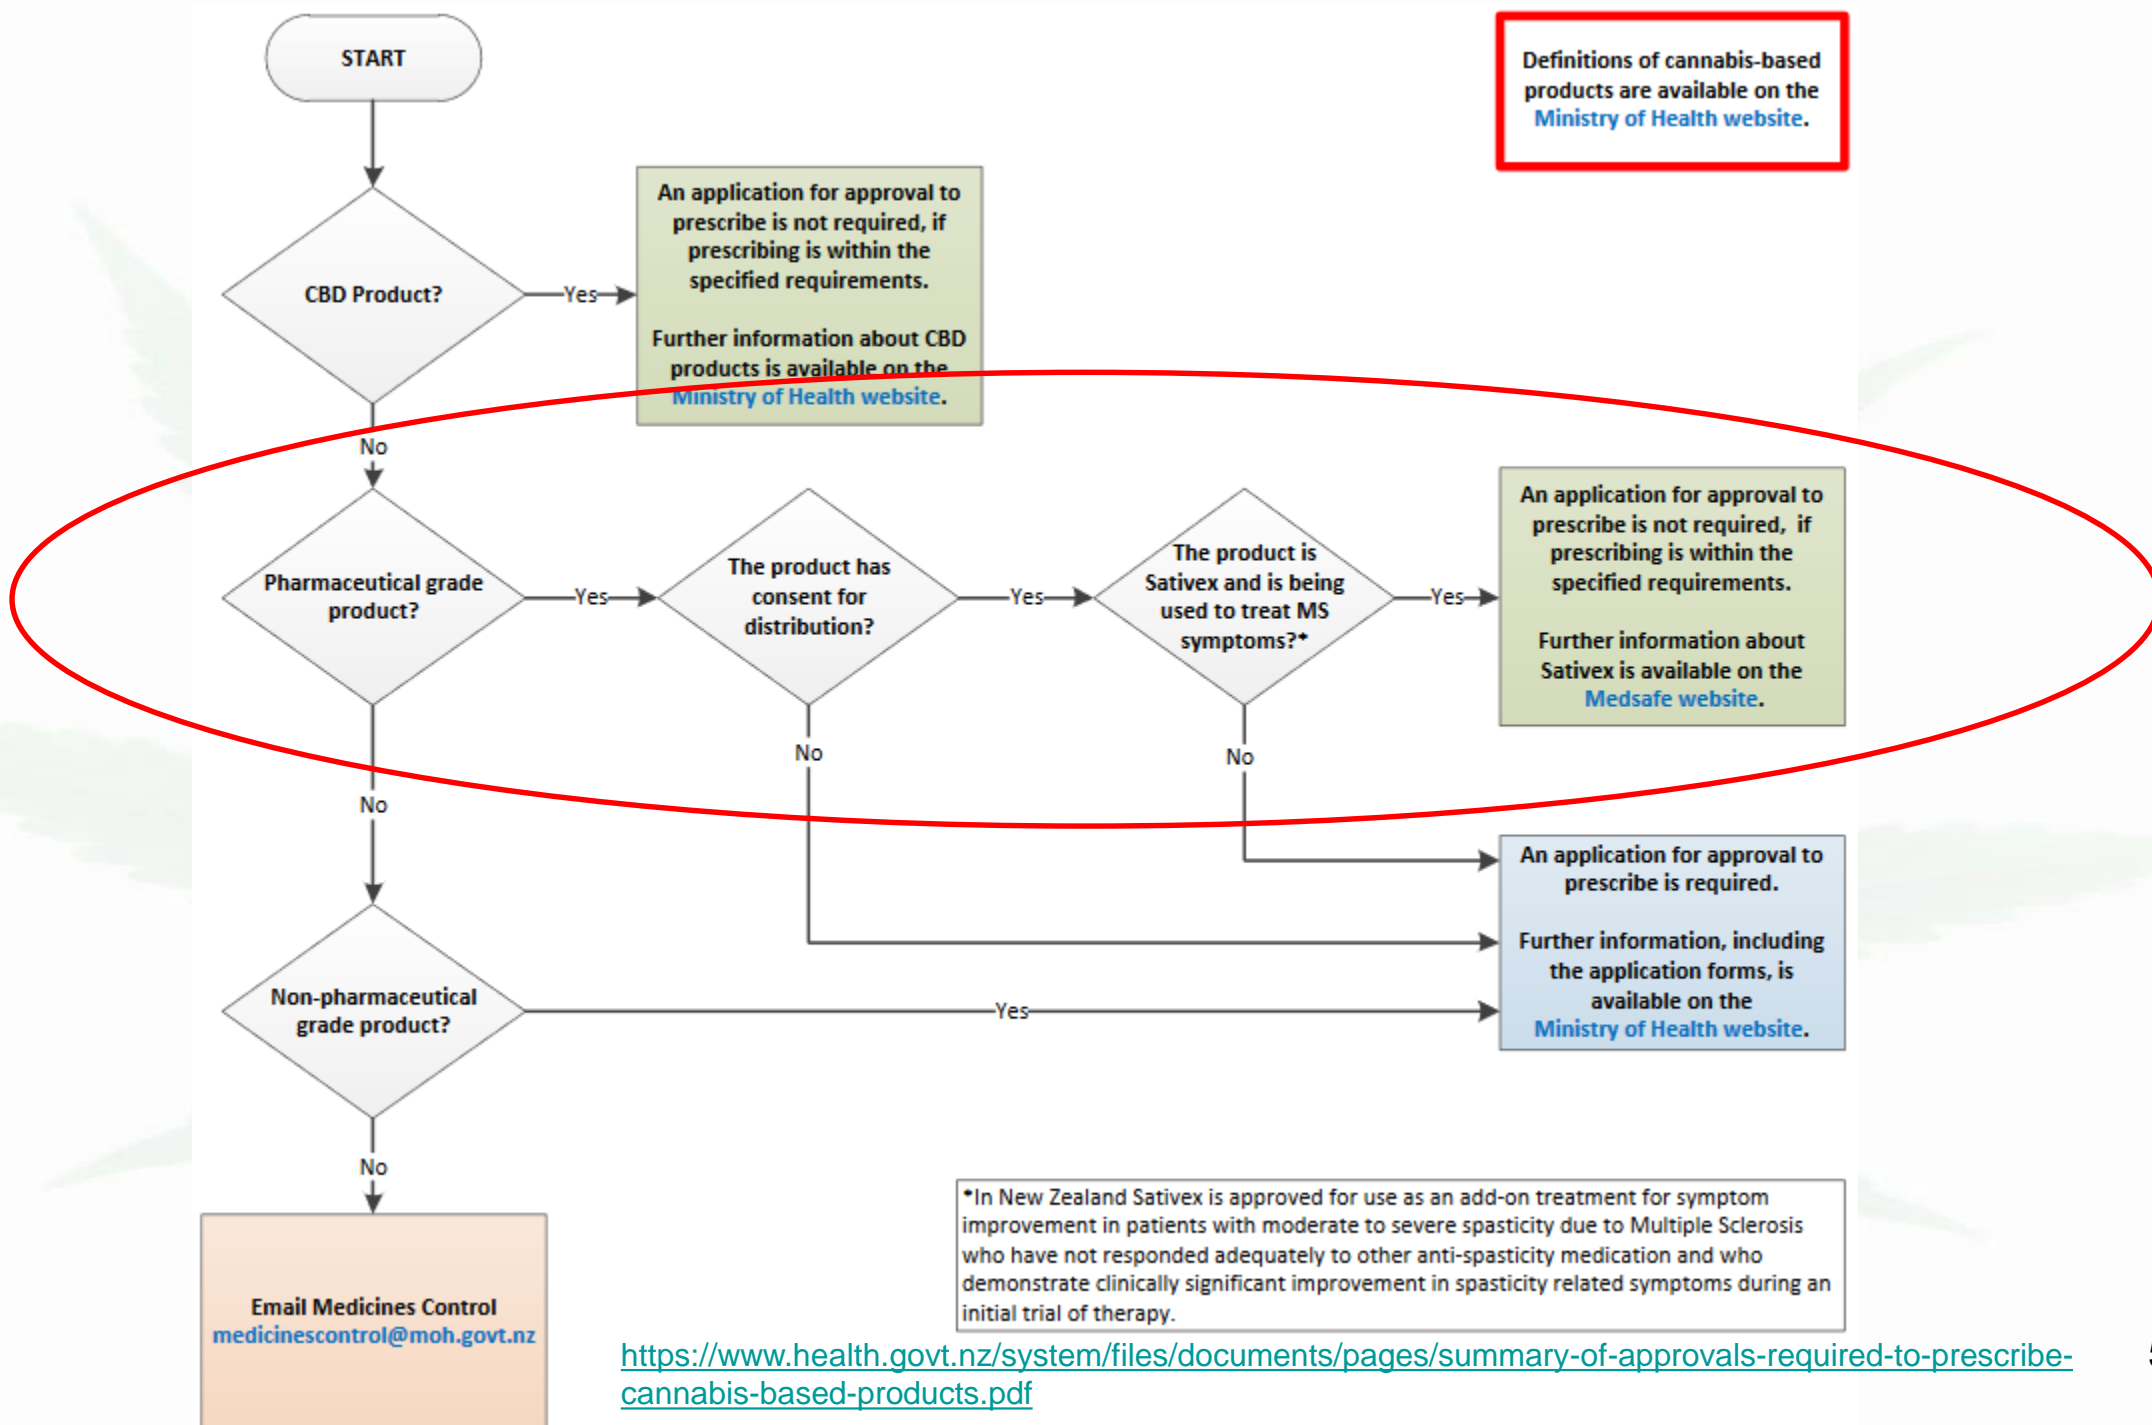 START
Definitions of cannabis-based
products are available on the
Ministry of Health website.
CBD Product?
Yes
An application for approval to
prescribe is not required, if
prescribing is within the
specified requirements.
Further information about CBD
products is available on the
Ministry of Health website.
No
Pharmaceutical grade
product?
Yes
The product has
consent for
distribution?
Yes
The product is
Sativex and is being
used to treat MS
symptoms?*
Yes
An application for approval to
prescribe is not required, if
prescribing is within the
specified requirements.
Further information about
Sativex is available on the
Medsafe website.
No
No
No
An application for approval to
prescribe is required.
Further information, including
the application forms, is
available on the
Ministry of Health website.
Non-pharmaceutical
grade product?
Yes
No
Email Medicines Control
medicinescontrol@moh.govt.nz
*In New Zealand Sativex is approved for use as an add-on treatment for symptom
improvement in patients with moderate to severe spasticity due to Multiple Sclerosis
who have not responded adequately to other anti-spasticity medication and who
demonstrate clinically significant improvement in spasticity related symptoms during an
initial trial of therapy.
https://www.health.govt.nz/system/files/documents/pages/summary-of-approvals-required-to-prescribe-
cannabis-based-products.pdf